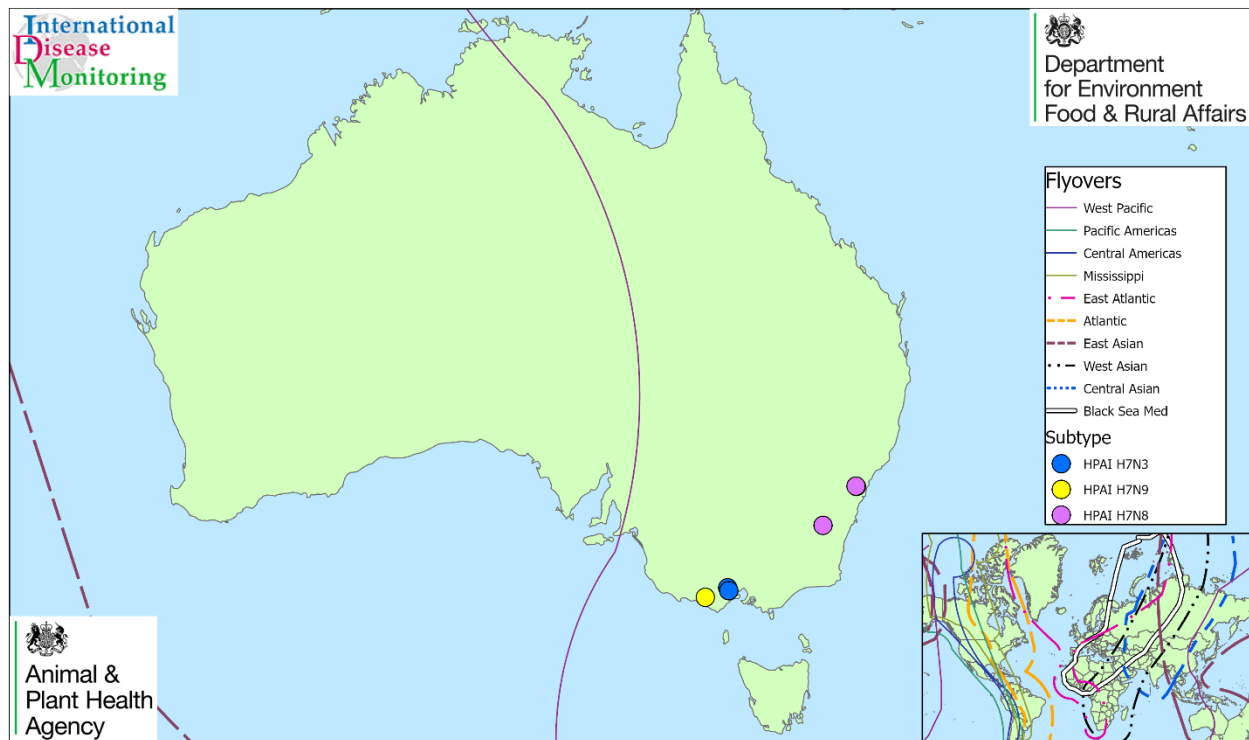 International
Disease
Monitoring
Department
for Environment
Food & Rural Affairs
Flyovers
West Pacific
Pacific Americas
Central Americas
Mississippi
East Atlantic
Atlantic
East Asian
West Asian
Central Asian
Black Sea Med
Subtype
HPAI H7N3
HPAI H7N9
HPAI H7N8
Animal &
Plant Health
Agency